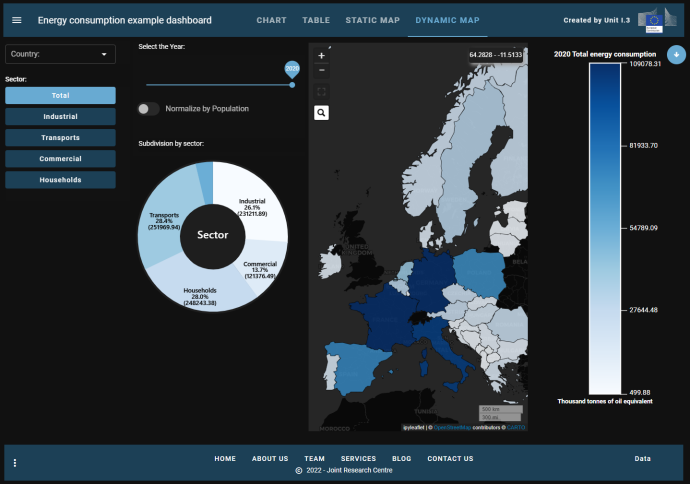 Energy consumption example dashboard
CHART
TABLE
STATIC MAP
DYNAMIC MAP
Created by Unit I.3
Country:
Sector:
Total
Industrial
Transports
Commercial
Households
Select the Year:
2020
Normalize by Population
Subdivision by sector:
Industrial
26.1%
(231211.89)
Transports
28.4%
(251969.94)
Sector
Commercial
13.7%
(121376.49)
Households
28.0%
(248243.38)
+
64.2828 - -11.5133
−
UNITED
KINGDOM
BELA
TUNIS
MOROCCO
500 km
300 mi
ipyleaflet | © OpenStreetMap contributors © CARTO
2020 Total energy consumption
109078.31
81933.70
54789.09
27644.48
499.88
Thousand tonnes of oil equivalent
HOME
ABOUT US
TEAM
SERVICES
BLOG
CONTACT US
Data
© 2022 - Joint Research Centre